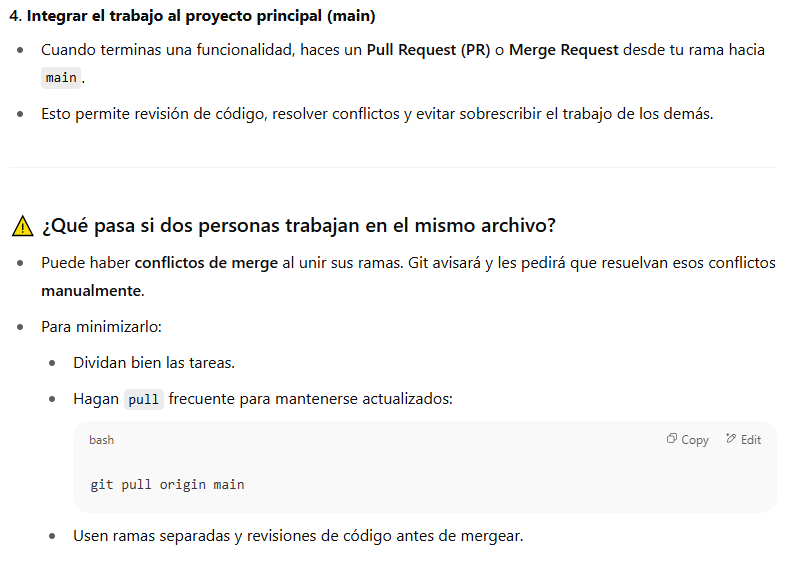 4. Integrar el trabajo al proyecto principal (main)
• Cuando terminas una funcionalidad, haces un Pull Request (PR) o Merge Request desde tu rama hacia
main.
• Esto permite revisión de código, resolver conflictos y evitar sobrescribir el trabajo de los demás.
⚠️ ¿Qué pasa si dos personas trabajan en el mismo archivo?
• Puede haber conflictos de merge al unir sus ramas. Git avisará y les pedirá que resuelvan esos conflictos
manualmente.
• Para minimizarlo:
• Dividan bien las tareas.
• Hagan pull frecuente para mantenerse actualizados:
bash Copy Edit
git pull origin main
• Usen ramas separadas y revisiones de código antes de mergear.